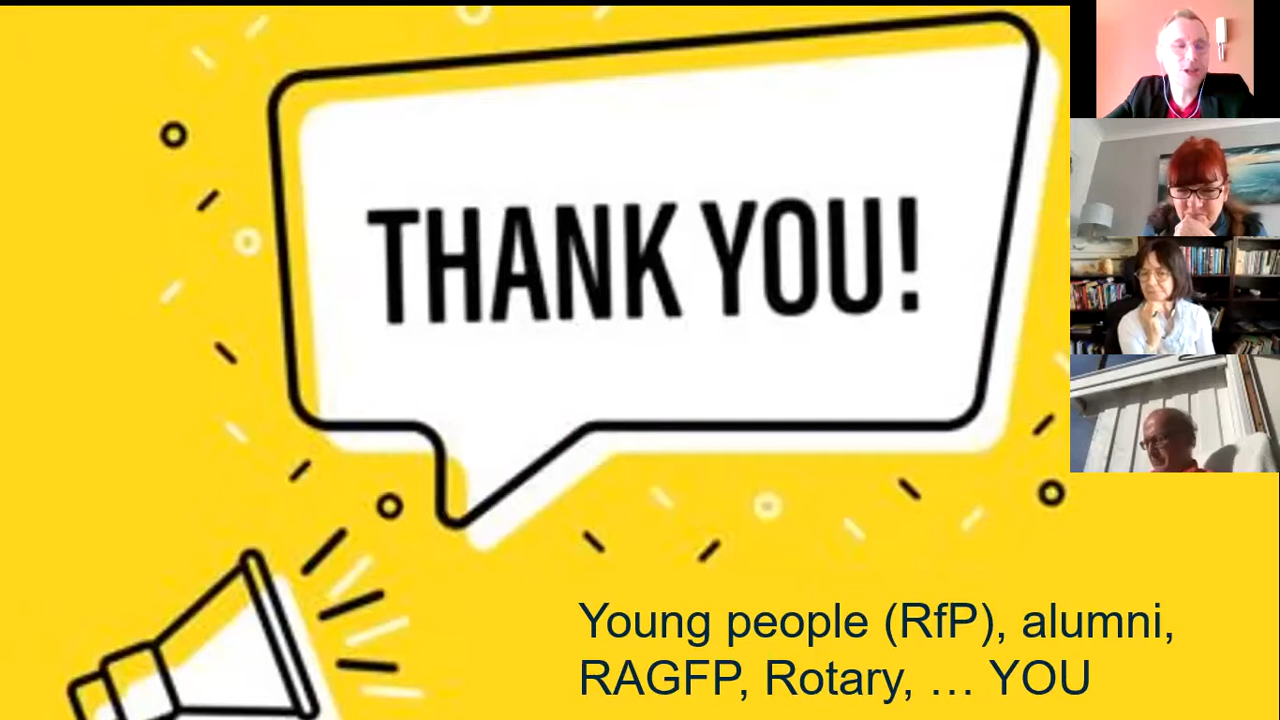 THANK YOU!
Young people (RfP), alumni,
RAGFP, Rotary, … YOU